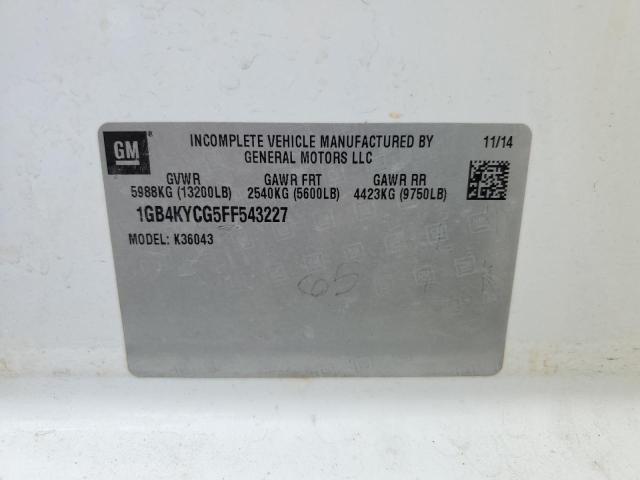 GM ® INCOMPLETE VEHICLE MANUFACTURED BY 11/14
GENERAL MOTORS LLC
GVWR GAWR FRT GAWR RR
5988KG (13200LB) 2540KG (5600LB) 4423KG (9750LB)
1GB4KYCG5FF543227
MODEL: K36043
65